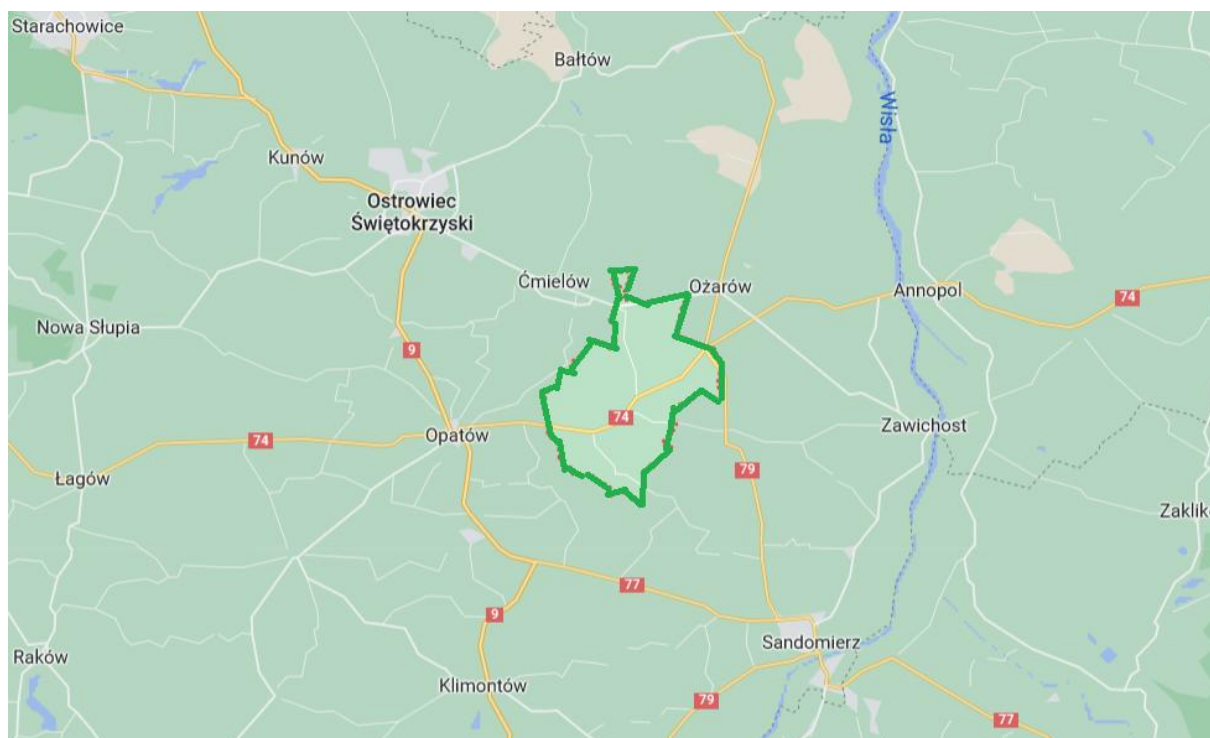 Starachowice
Bałtów
Wisła
Kunów
Ostrowiec
Świętokrzyski
Ćmielów
Ożarów
Annopol
74
Nowa Słupia
9
74
Opatów
Zawichost
74
79
Łagów
Zaklik
77
9
Sandomierz
Raków
Klimontów
79
77